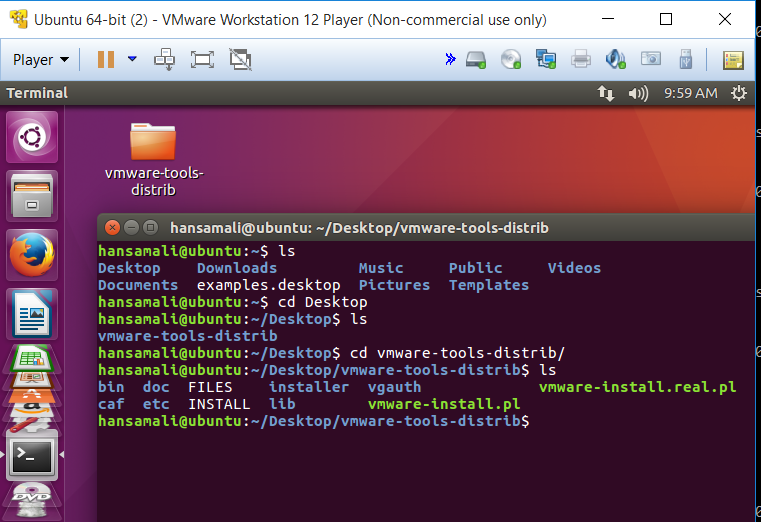 Ubuntu 64-bit (2) - VMware Workstation 12 Player (Non-commercial use only)
Player
Terminal
9:59 AM
vmware-tools-
distrib
hansamali@ubuntu: ~/Desktop/vmware-tools-distrib
hansamali@ubuntu:~$ ls
Desktop    Downloads         Music     Public     Videos
Documents  examples.desktop  Pictures  Templates
hansamali@ubuntu:~$ cd Desktop
hansamali@ubuntu:~/Desktop$ ls
vmware-tools-distrib
hansamali@ubuntu:~/Desktop$ cd vmware-tools-distrib/
hansamali@ubuntu:~/Desktop/vmware-tools-distrib$ ls
bin  doc  FILES    installer  vgauth             vmware-install.real.pl
caf  etc  INSTALL  lib        vmware-install.pl
hansamali@ubuntu:~/Desktop/vmware-tools-distrib$